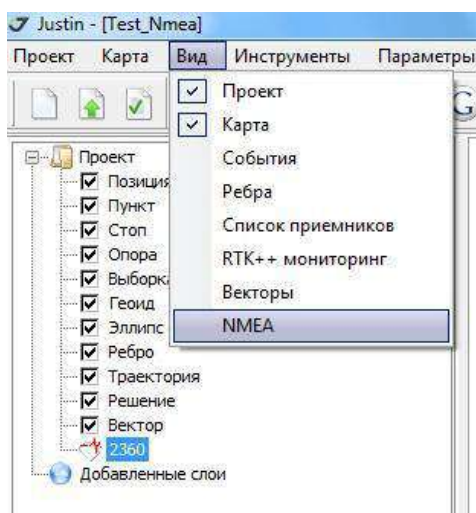 Justin - [Test_Nmea]
Проект Карта Вид Инструменты Параметры
Проект
Карта
События
Ребра
Список приемников
RTK++ мониторинг
Векторы
NMEA
G
Проект
Позиция
Пункт
Стоп
Опора
Выборк
Геоид
Эллипс
Ребро
Траектория
Решение
Вектор
2360
Добавленные слои